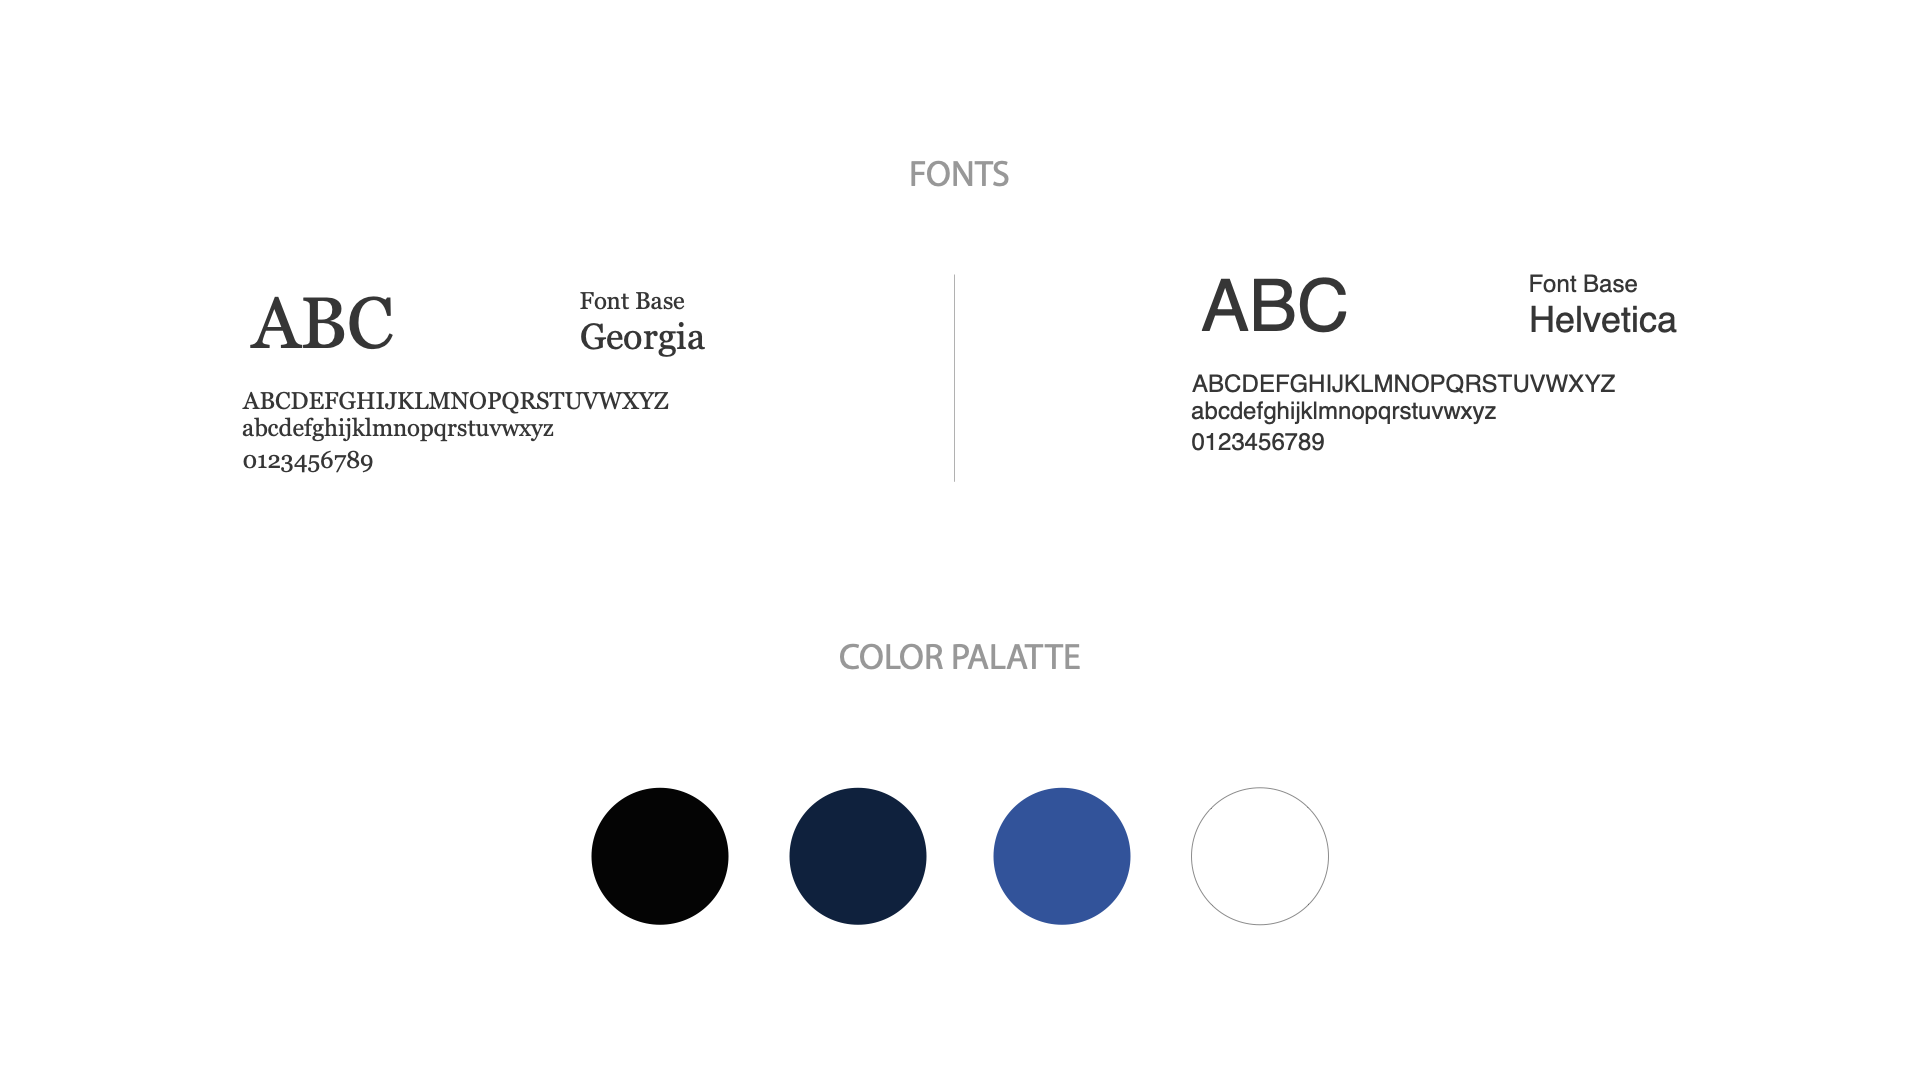 FONTS
ABC
Font Base
Georgia
ABCDEFGHIJKLMNOPQRSTUVWXYZ
abcdefghijklmnopqrstuvwxyz
0123456789
ABC
Font Base
Helvetica
ABCDEFGHIJKLMNOPQRSTUVWXYZ
abcdefghijklmnopqrstuvwxyz
0123456789
COLOR PALATTE